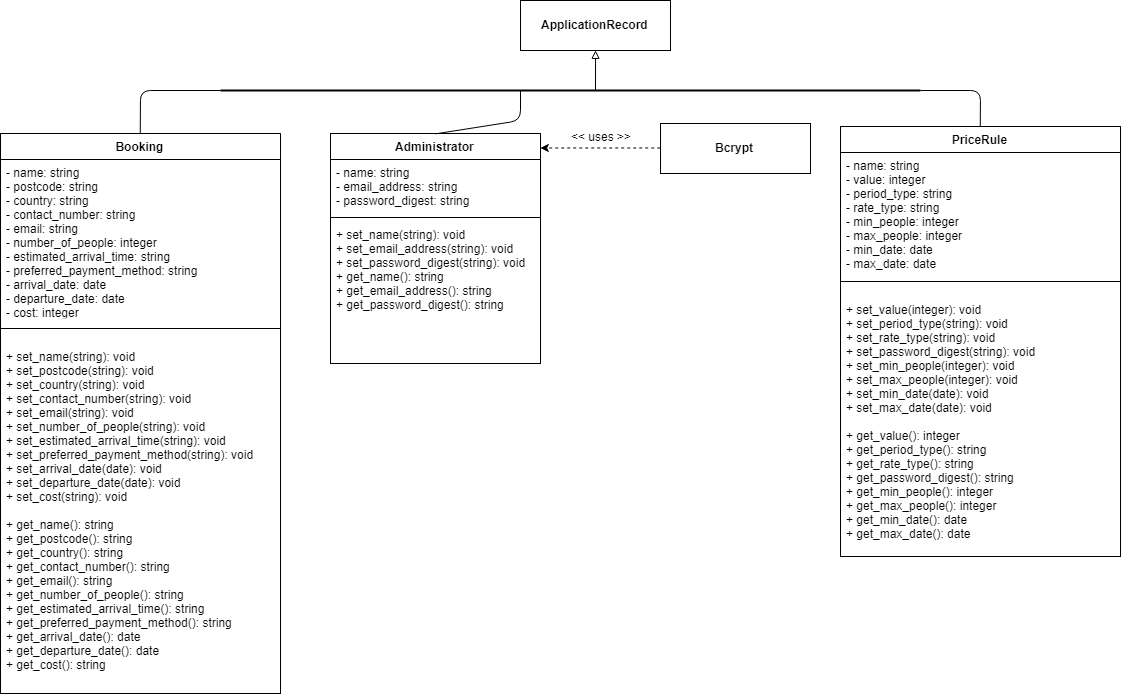 ApplicationRecord
Booking
- name: string
- postcode: string
- country: string
- contact_number: string
- email: string
- number_of_people: integer
- estimated_arrival_time: string
- preferred_payment_method: string
- arrival_date: date
- departure_date: date
- cost: integer
+ set_name(string): void
+ set_postcode(string): void
+ set_country(string): void
+ set_contact_number(string): void
+ set_email(string): void
+ set_number_of_people(string): void
+ set_estimated_arrival_time(string): void
+ set_preferred_payment_method(string): void
+ set_arrival_date(date): void
+ set_departure_date(date): void
+ set_cost(string): void
+ get_name(): string
+ get_postcode(): string
+ get_country(): string
+ get_contact_number(): string
+ get_email(): string
+ get_number_of_people(): string
+ get_estimated_arrival_time(): string
+ get_preferred_payment_method(): string
+ get_arrival_date(): date
+ get_departure_date(): date
+ get_cost(): string
Administrator
- name: string
- email_address: string
- password_digest: string
+ set_name(string): void
+ set_email_address(string): void
+ set_password_digest(string): void
+ get_name(): string
+ get_email_address(): string
+ get_password_digest(): string
<< uses >>
Bcrypt
PriceRule
- name: string
- value: integer
- period_type: string
- rate_type: string
- min_people: integer
- max_people: integer
- min_date: date
- max_date: date
+ set_value(integer): void
+ set_period_type(string): void
+ set_rate_type(string): void
+ set_password_digest(string): void
+ set_min_people(integer): void
+ set_max_people(integer): void
+ set_min_date(date): void
+ set_max_date(date): void
+ get_value(): integer
+ get_period_type(): string
+ get_rate_type(): string
+ get_password_digest(): string
+ get_min_people(): integer
+ get_max_people(): integer
+ get_min_date(): date
+ get_max_date(): date